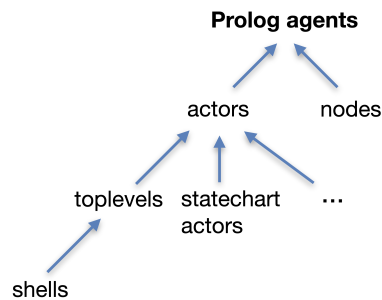 Prolog agents
actors
nodes
toplevels
statechart
actors
...
shells